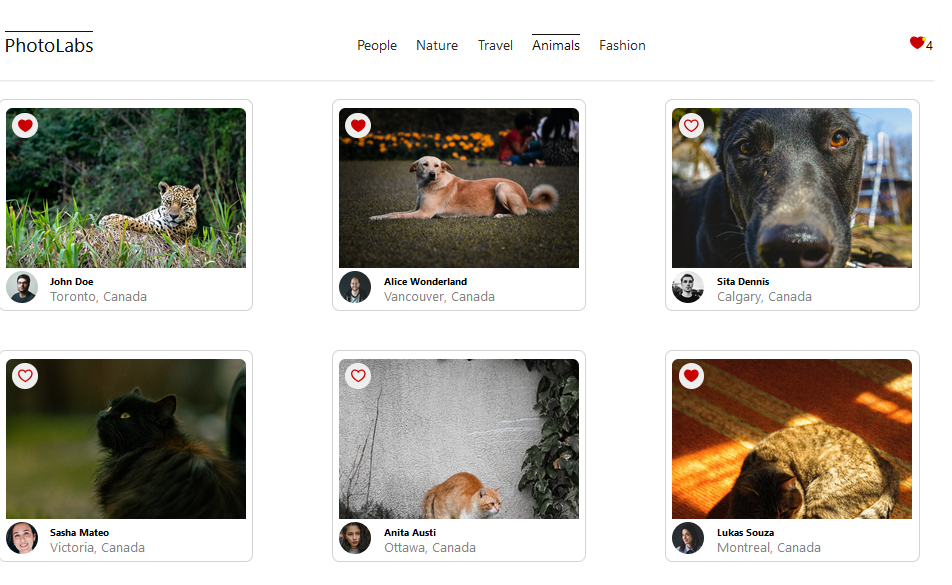 PhotoLabs
People Nature Travel Animals Fashion
4
John Doe
Toronto, Canada
Alice Wonderland
Vancouver, Canada
Sita Dennis
Calgary, Canada
Sasha Mateo
Victoria, Canada
Anita Austi
Ottawa, Canada
Lukas Souza
Montreal, Canada